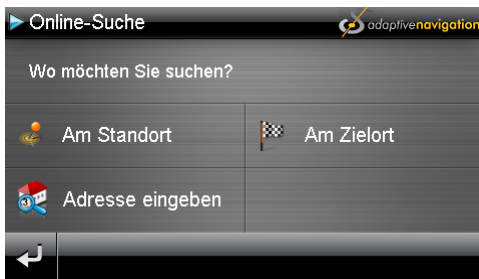 Online-Suche
adaptivenavigation
Wo möchten Sie suchen?
Am Standort
Am Zielort
Adresse eingeben